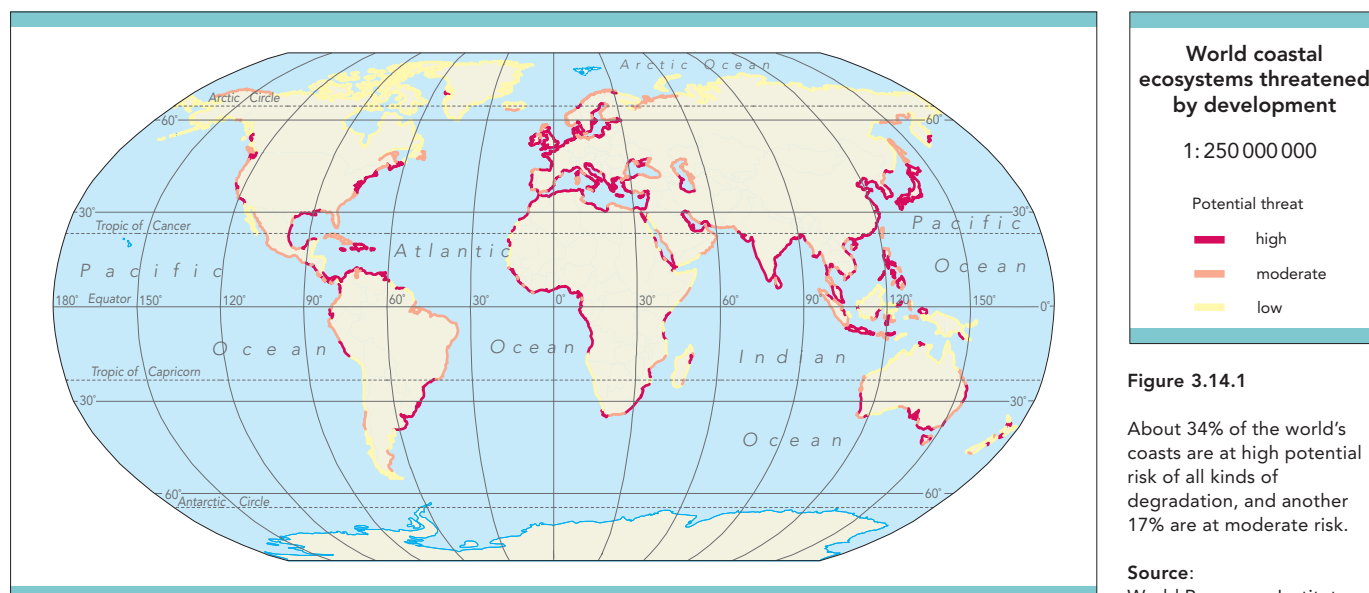 Arctic Ocean
Arctic Circle
60°
60°
30°
30°
Tropic of Cancer
Pacific
Atlantic
Pacific
Ocean
180° Equator 150° 120° 90° 60° 30° 0° 30° 60° 90° 120° 150° 0°
Ocean
Ocean
Indian
Tropic of Capricorn
30°
30°
Ocean
60°
60°
Antarctic Circle
World coastal
ecosystems threatened
by development
1:250 000 000
Potential threat
high
moderate
low
Figure 3.14.1
About 34% of the world's
coasts are at high potential
risk of all kinds of
degradation, and another
17% are at moderate risk.
Source: